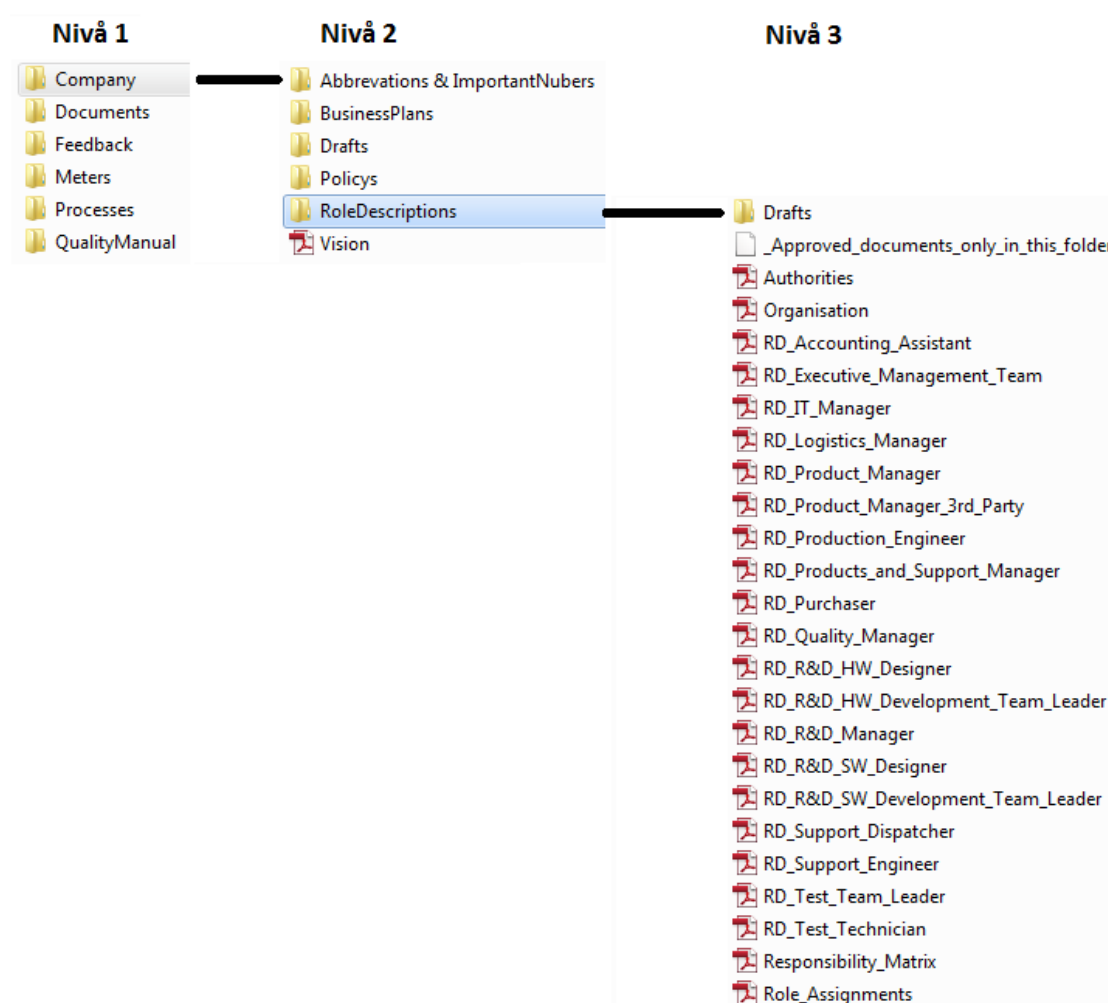 Nivå 1
Company
Documents
Feedback
Meters
Processes
QualityManual
Nivå 2
Abbrevations & ImportantNubers
BusinessPlans
Drafts
Policys
RoleDescriptions
Vision
Nivå 3
Drafts
_Approved_documents_only_in_this_folder
Authorities
Organisation
RD_Accounting_Assistant
RD_Executive_Management_Team
RD_IT_Manager
RD_Logistics_Manager
RD_Product_Manager
RD_Product_Manager_3rd_Party
RD_Production_Engineer
RD_Products_and_Support_Manager
RD_Purchaser
RD_Quality_Manager
RD_R&D_HW_Designer
RD_R&D_HW_Development_Team_Leader
RD_R&D_Manager
RD_R&D_SW_Designer
RD_R&D_SW_Development_Team_Leader
RD_Support_Dispatcher
RD_Support_Engineer
RD_Test_Team_Leader
RD_Test_Technician
Responsibility_Matrix
Role_Assignments